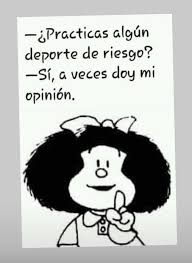 —¿Practicas algún
deporte de riesgo?
—Sí, a veces doy mi
opinión.